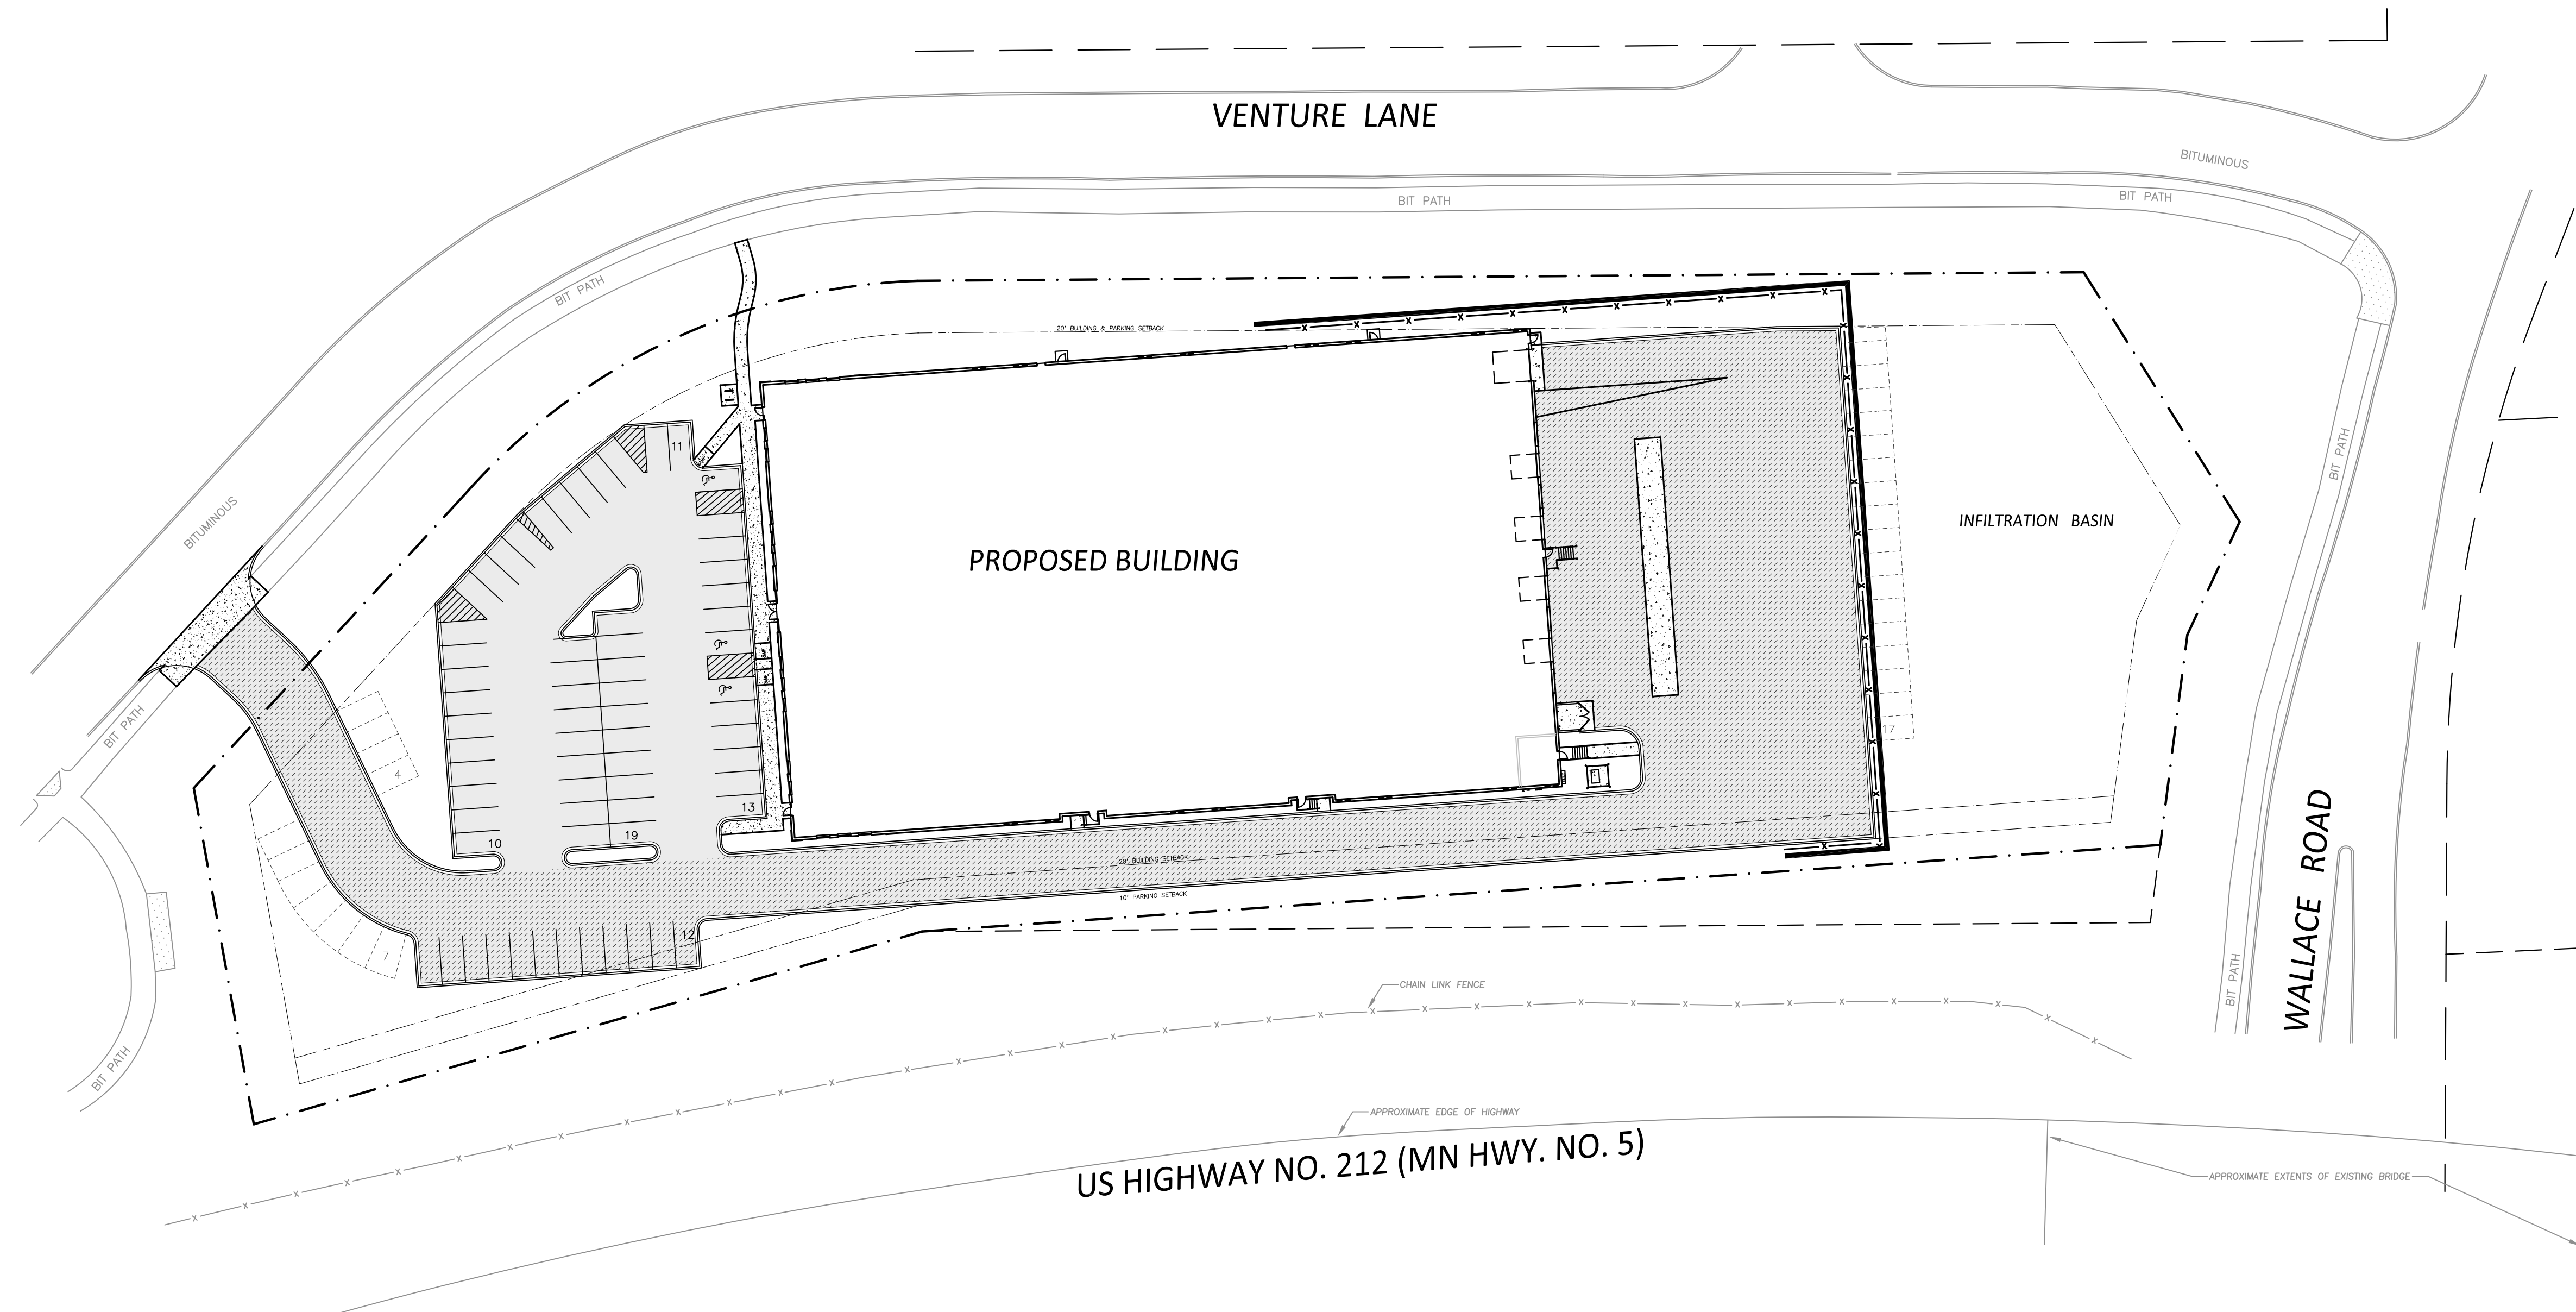 VENTURE LANE
BITUMINOUS
BIT PATH
BIT PATH
BIT PATH
20' BUILDING & PARKING SETBACK
11
BITUMINOUS
INFILTRATION BASIN
PROPOSED BUILDING
BIT PATH
BIT PATH
17
4
13
10
19
WALLACE ROAD
20' BUILDING SETBACK
10' PARKING SETBACK
12
7
BIT PATH
CHAIN LINK FENCE
BIT PATH
APPROXIMATE EDGE OF HIGHWAY
US HIGHWAY NO. 212 (MN HWY. NO. 5)
APPROXIMATE EXTENTS OF EXISTING BRIDGE